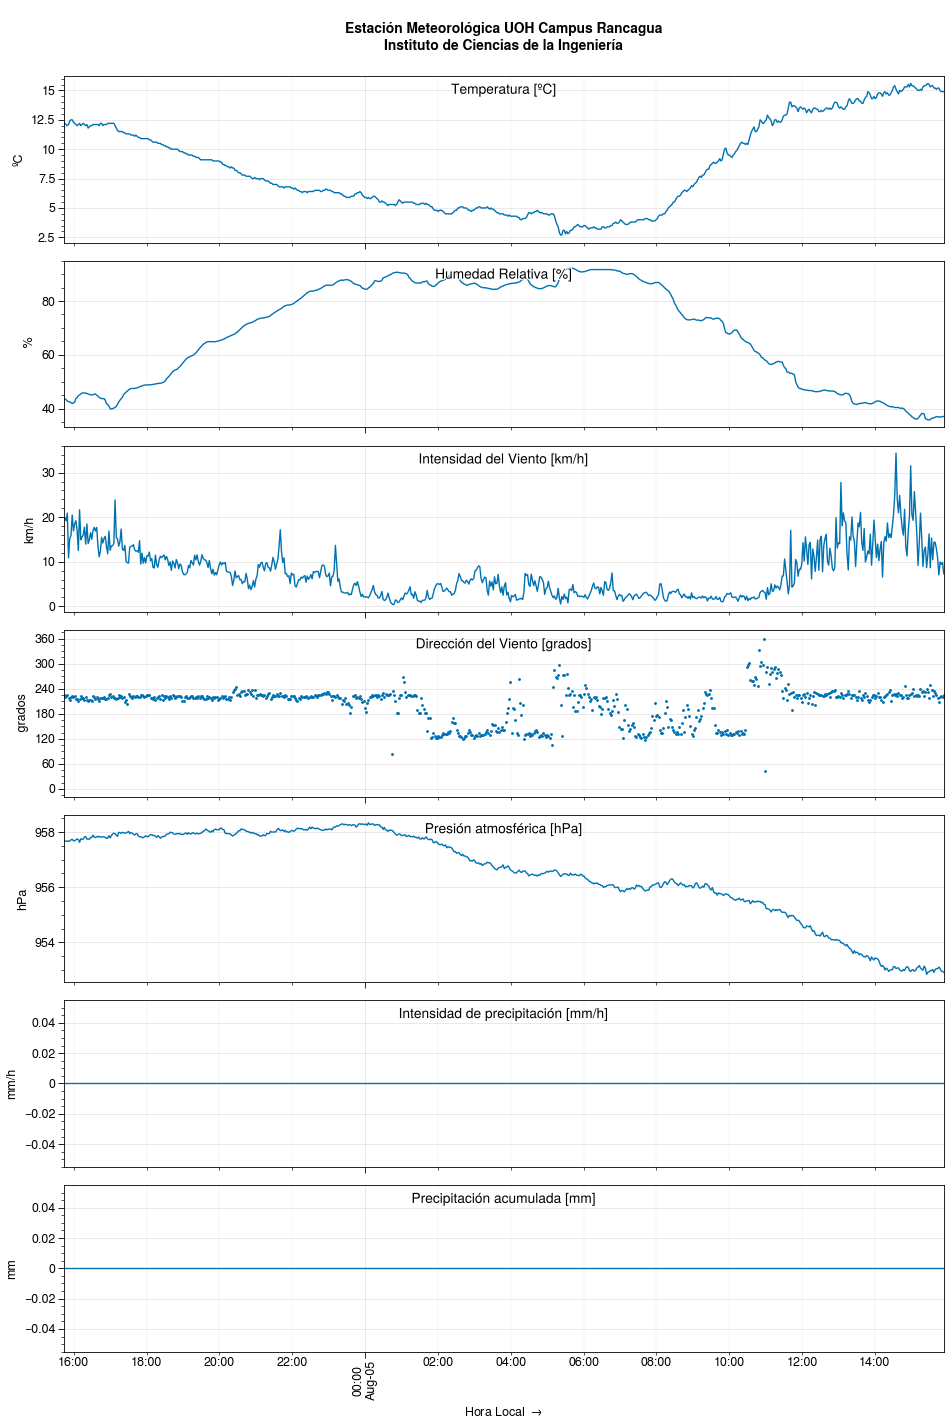 Estación Meteorológica UOH Campus Rancagua
Instituto de Ciencias de la Ingeniería
Temperatura [ºC]
15
12.5
10
7.5
5
2.5
ºC
Humedad Relativa [%]
80
60
40
%
Intensidad del Viento [km/h]
30
20
10
0
km/h
Dirección del Viento [grados]
360
300
240
180
120
60
0
grados
Presión atmosférica [hPa]
958
956
954
hPa
Intensidad de precipitación [mm/h]
0.04
0.02
0
−0.02
−0.04
mm/h
Precipitación acumulada [mm]
0.04
0.02
0
−0.02
−0.04
mm
16:00 18:00 20:00 22:00 00:00 02:00 04:00 06:00 08:00 10:00 12:00 14:00
Aug-05
Hora Local →